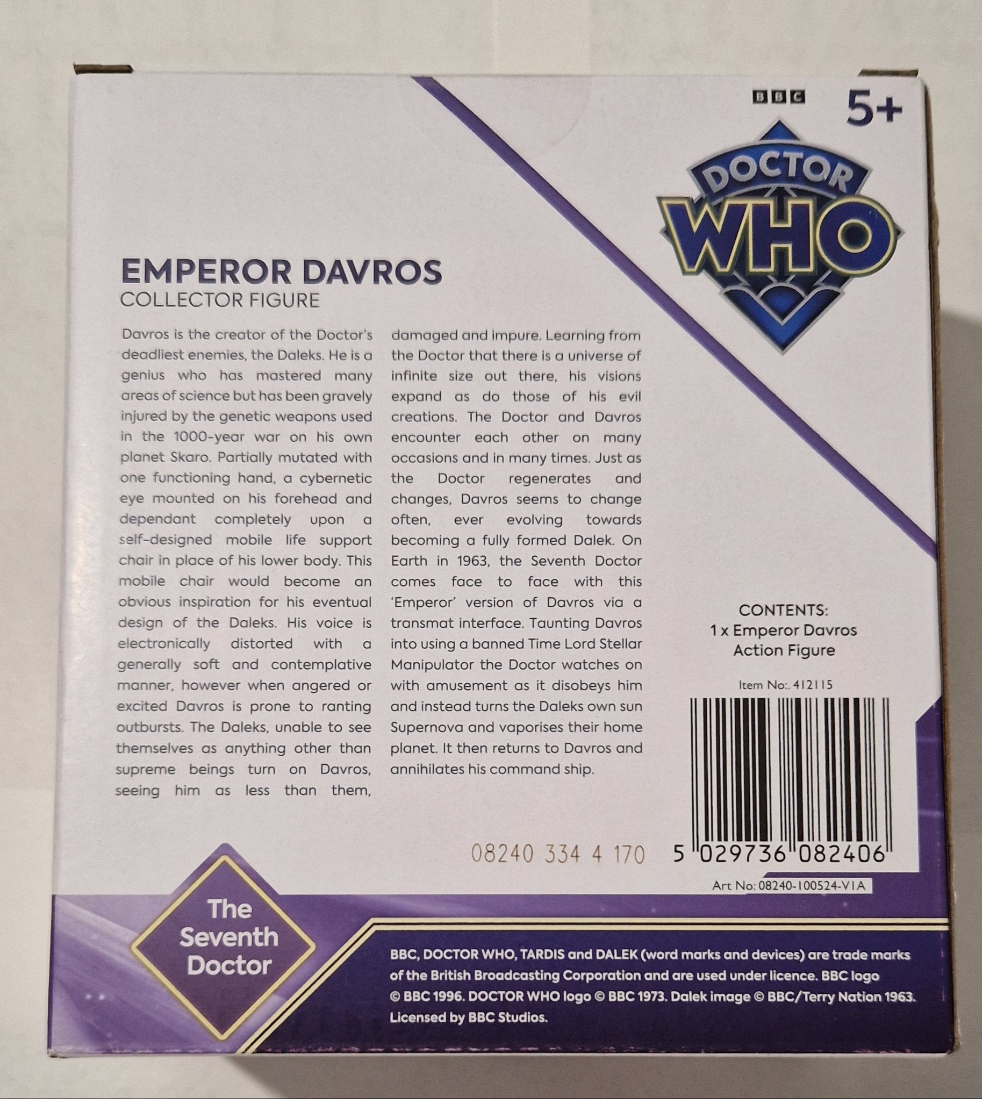 BBC
5+
DOCTOR
WHO
EMPEROR DAVROS
COLLECTOR FIGURE
Davros is the creator of the Doctor's
deadliest enemies, the Daleks. He is a
genius who has mastered many
areas of science but has been gravely
injured by the genetic weapons used
in the 1000-year war on his own
planet Skaro. Partially mutated with
one functioning hand, a cybernetic
eye mounted on his forehead and
dependant completely upon a
self-designed mobile life support
chair in place of his lower body. This
mobile chair would become an
obvious inspiration for his eventual
design of the Daleks. His voice is
electronically distorted with a
generally soft and contemplative
manner, however when angered or
excited Davros is prone to ranting
outbursts. The Daleks, unable to see
themselves as anything other than
supreme beings turn on Davros,
seeing him as less than them,
damaged and impure. Learning from
the Doctor that there is a universe of
infinite size out there, his visions
expand as do those of his evil
creations. The Doctor and Davros
encounter each other on many
occasions and in many times. Just as
the Doctor regenerates and
changes, Davros seems to change
often, ever evolving towards
becoming a fully formed Dalek. On
Earth in 1963, the Seventh Doctor
comes face to face with this
'Emperor' version of Davros via a
transmat interface. Taunting Davros
into using a banned Time Lord Stellar
Manipulator the Doctor watches on
with amusement as it disobeys him
and instead turns the Daleks own sun
Supernova and vaporises their home
planet. It then returns to Davros and
annihilates his command ship.
CONTENTS:
1 x Emperor Davros
Action Figure
Item No:. 412115
5 029736 082406
08240 334 4 170
Art No: 08240-100524-V1A
The
Seventh
Doctor
BBC, DOCTOR WHO, TARDIS and DALEK (word marks and devices) are trade marks
of the British Broadcasting Corporation and are used under licence. BBC logo
© BBC 1996. DOCTOR WHO logo © BBC 1973. Dalek image © BBC/Terry Nation 1963.
Licensed by BBC Studios.